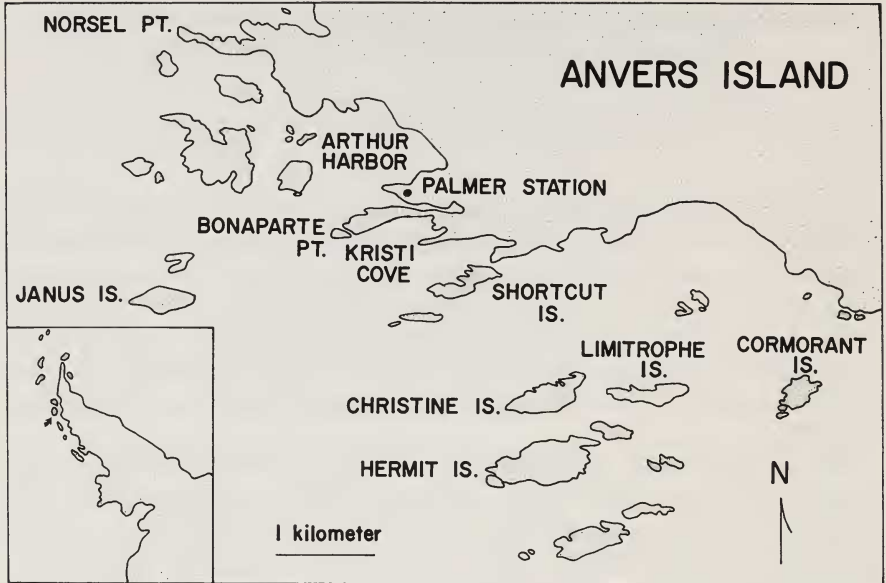 NORSEL PT.
ANVERS ISLAND
ARTHUR
HARBOR
PALMER STATION
BONAPARTE
PT.
KRISTI
COVE
JANUS IS.
SHORTCUT
IS.
LIMITROPHE
IS.
CORMORANT
IS.
CHRISTINE IS.
HERMIT IS.
N
1 kilometer